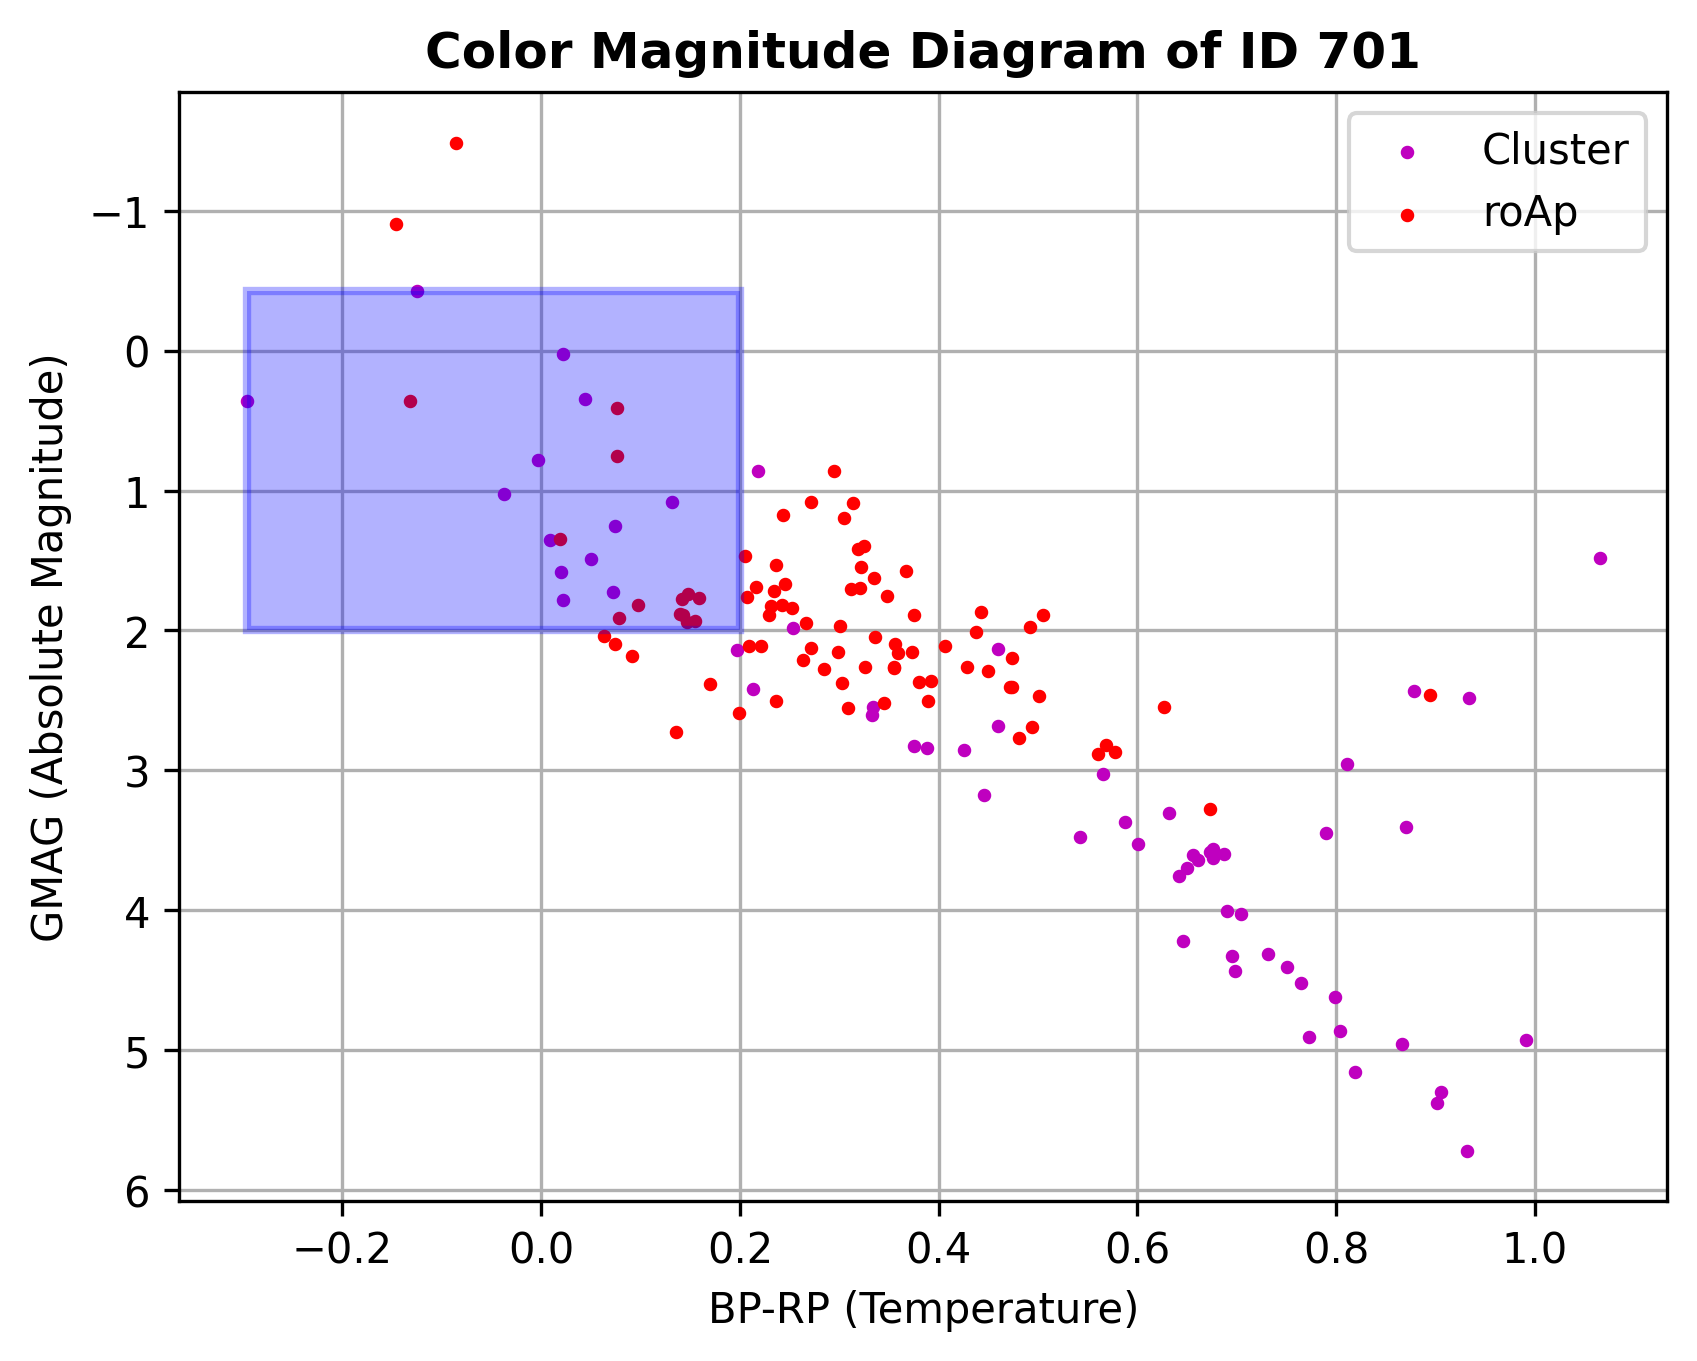 Color Magnitude Diagram of ID 701
Cluster
roAp
−1
0
1
2
3
4
5
6
GMAG (Absolute Magnitude)
−0.2 0.0 0.2 0.4 0.6 0.8 1.0
BP-RP (Temperature)